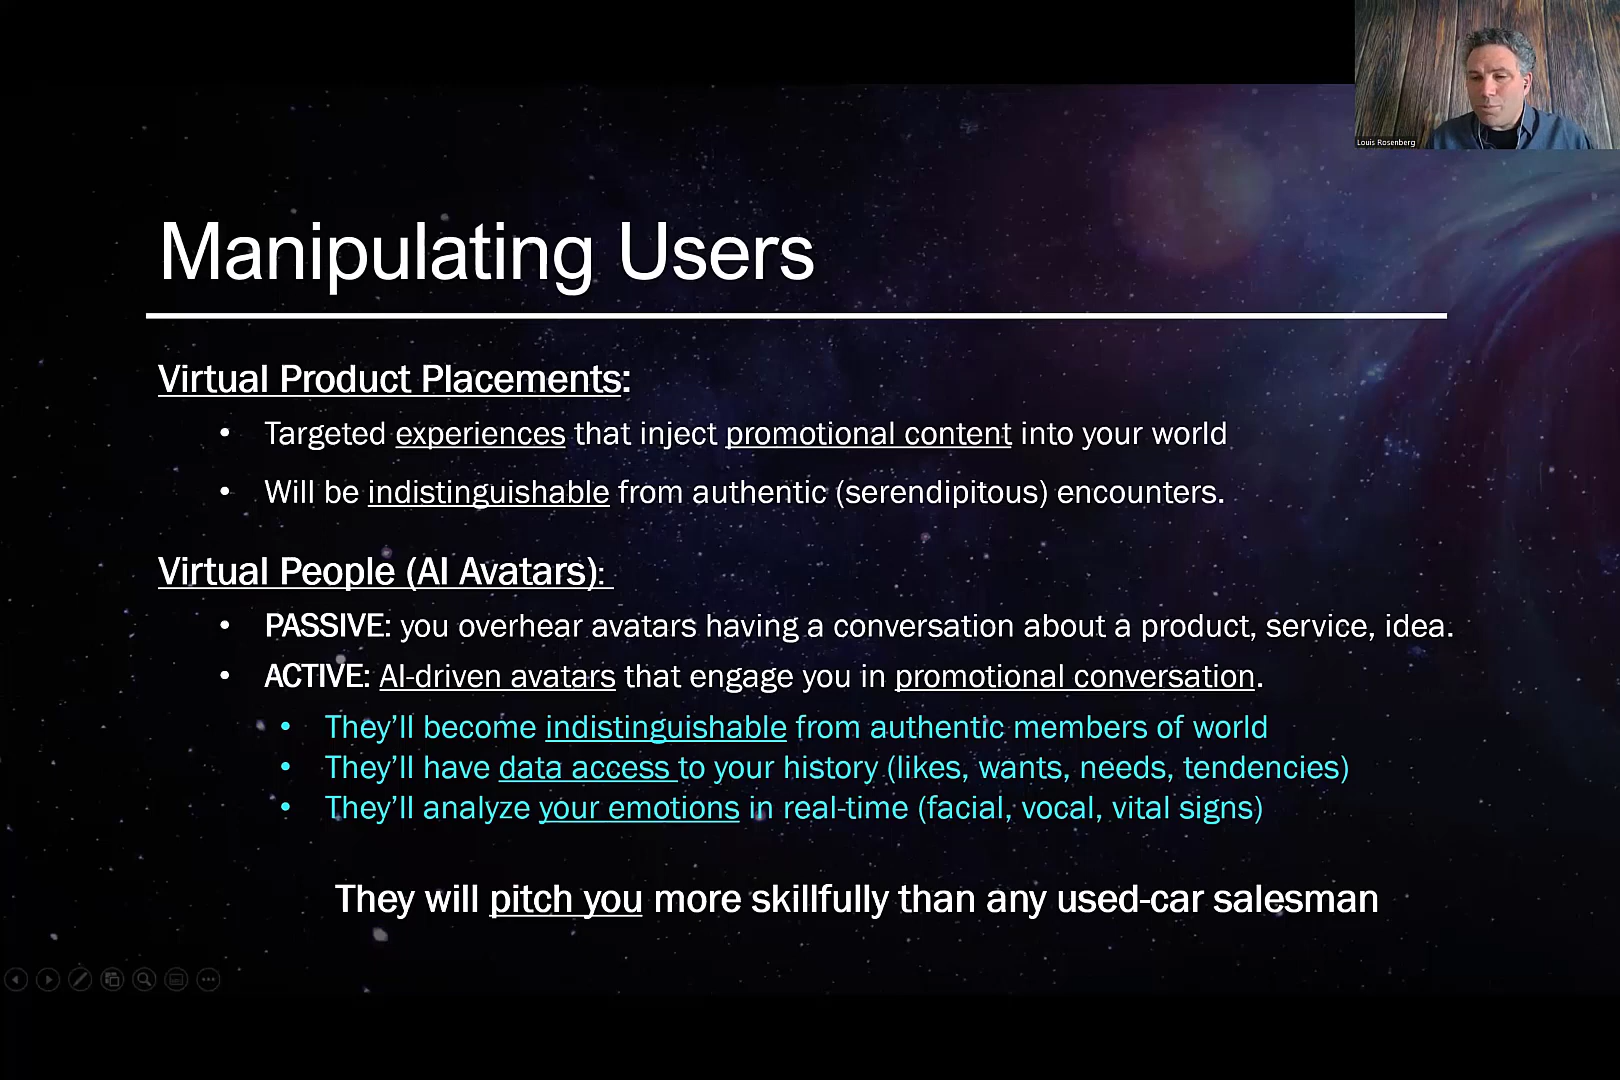 Louis Rosenberg
Manipulating Users
Virtual Product Placements:
• Targeted experiences that inject promotional content into your world
• Will be indistinguishable from authentic (serendipitous) encounters.
Virtual People (AI Avatars):
• PASSIVE: you overhear avatars having a conversation about a product, service, idea.
• ACTIVE: AI-driven avatars that engage you in promotional conversation.
• They’ll become indistinguishable from authentic members of world
• They’ll have data access to your history (likes, wants, needs, tendencies)
• They’ll analyze your emotions in real-time (facial, vocal, vital signs)
They will pitch you more skillfully than any used-car salesman